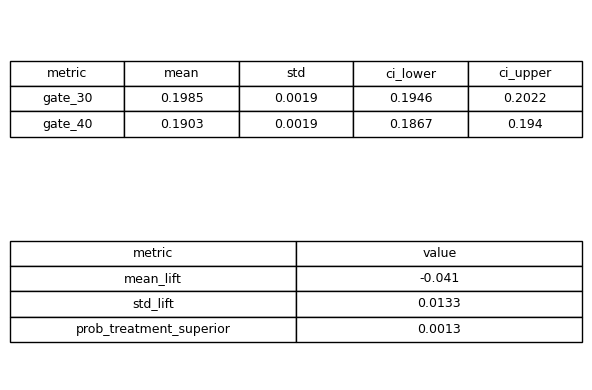 metric mean std ci_lower ci_upper
gate_30 0.1985 0.0019 0.1946 0.2022
gate_40 0.1903 0.0019 0.1867 0.194
metric value
mean_lift -0.041
std_lift 0.0133
prob_treatment_superior 0.0013